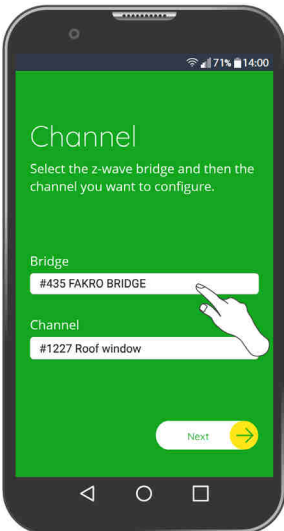 71% 14:00
Channel
Select the z-wave bridge and then the
channel you want to configure.
Bridge
#435 FAKRO BRIDGE
Channel
#1227 Roof window
Next